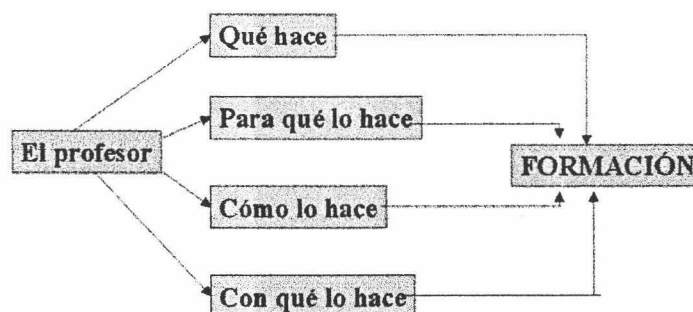 Qué hace
Para qué lo hace
El profesor
FORMACIÓN
Cómo lo hace
Con qué lo hace